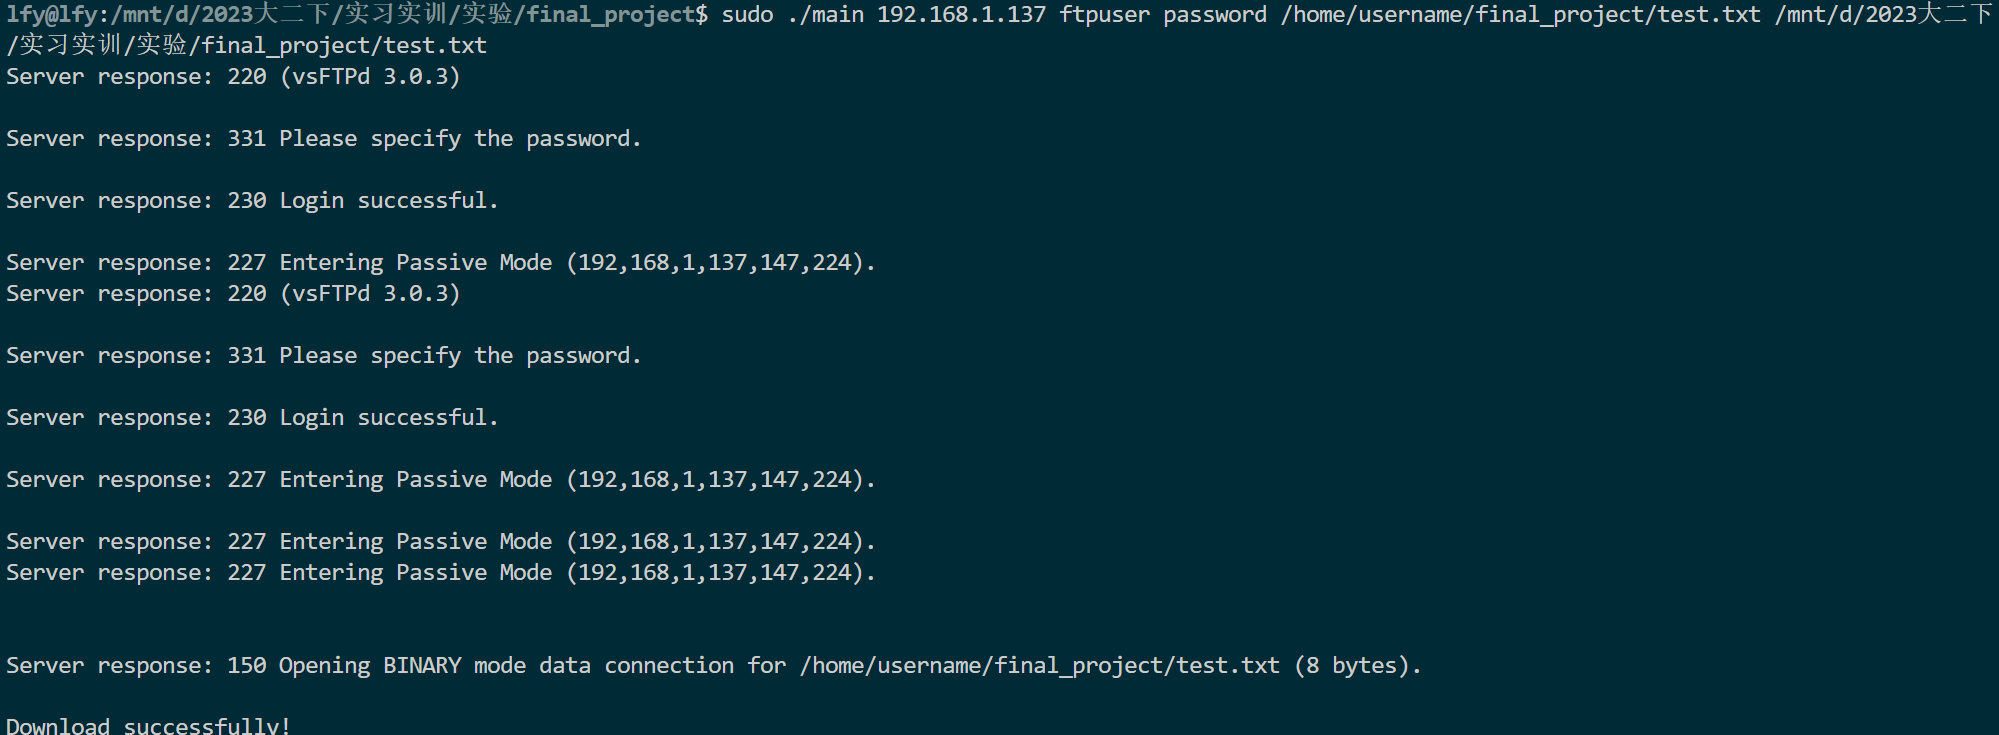 lfy@lfy:/mnt/d/2023大二下/实习实训/实验/final_project$ sudo ./main 192.168.1.137 ftpuser password /home/username/final_project/test.txt /mnt/d/2023大二下
/实习实训/实验/final_project/test.txt
Server response: 220 (vsFTPd 3.0.3)
Server response: 331 Please specify the password.
Server response: 230 Login successful.
Server response: 227 Entering Passive Mode (192,168,1,137,147,224).
Server response: 220 (vsFTPd 3.0.3)
Server response: 331 Please specify the password.
Server response: 230 Login successful.
Server response: 227 Entering Passive Mode (192,168,1,137,147,224).
Server response: 227 Entering Passive Mode (192,168,1,137,147,224).
Server response: 227 Entering Passive Mode (192,168,1,137,147,224).
Server response: 150 Opening BINARY mode data connection for /home/username/final_project/test.txt (8 bytes).
Download successfully!